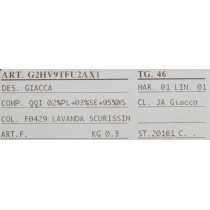 ART. G2HV9TFU2AX1 TG. 46
DES. GIACCA HAR. 01 LIN. 01
COMP. QQI 02%PL+03%SE+95%WS CL. JA Giacca
COL. F0429 LAVANDA SCURISSIN
ART.F. KG 0.3 ST.20161 C. .